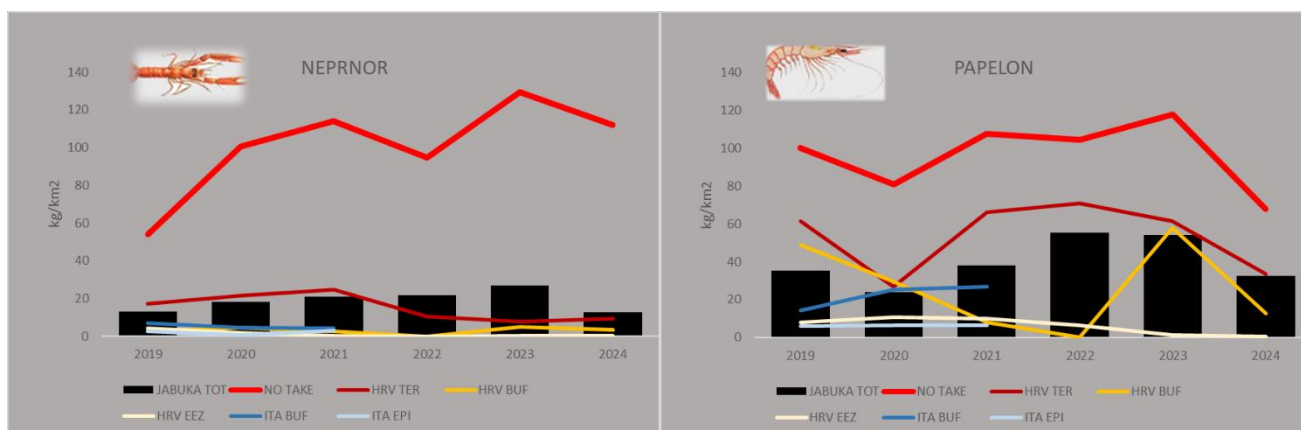 NEPRNOR
140
120
100
80
60
40
20
0
kg/km2
2019 2020 2021 2022 2023 2024
JABUKA TOT NO TAKE HRV TER HRV BUF
HRV EEZ ITA BUF ITA EPI
PAPELON
140
120
100
80
60
40
20
0
kg/km2
2019 2020 2021 2022 2023 2024
JABUKA TOT NO TAKE HRV TER HRV BUF
HRV EEZ ITA BUF ITA EPI